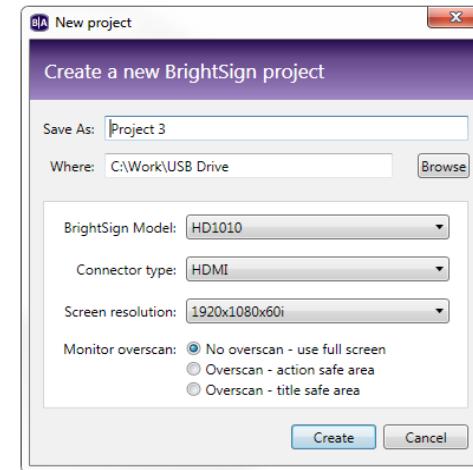 B|A New project
Create a new BrightSign project
Save As: Project 3
Where: C:\Work\USB Drive Browse
BrightSign Model: HD1010
Connector type: HDMI
Screen resolution: 1920x1080x60i
Monitor overscan: No overscan - use full screen
Overscan - action safe area
Overscan - title safe area
Create Cancel